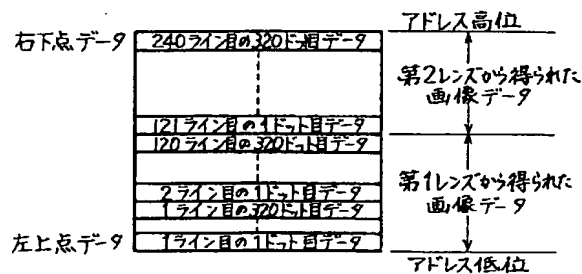 アドレス高位
右下点データ
240ライン目の320ドット目データ
第2レンズから得られた
画像データ
121ライン目の1ドット目データ
120ライン目の320ドット目データ
2ライン目の1ドット目データ
1ライン目の320ドット目データ
第1レンズから得られた
画像データ
左上点データ
1ライン目の1ドット目データ
アドレス低位